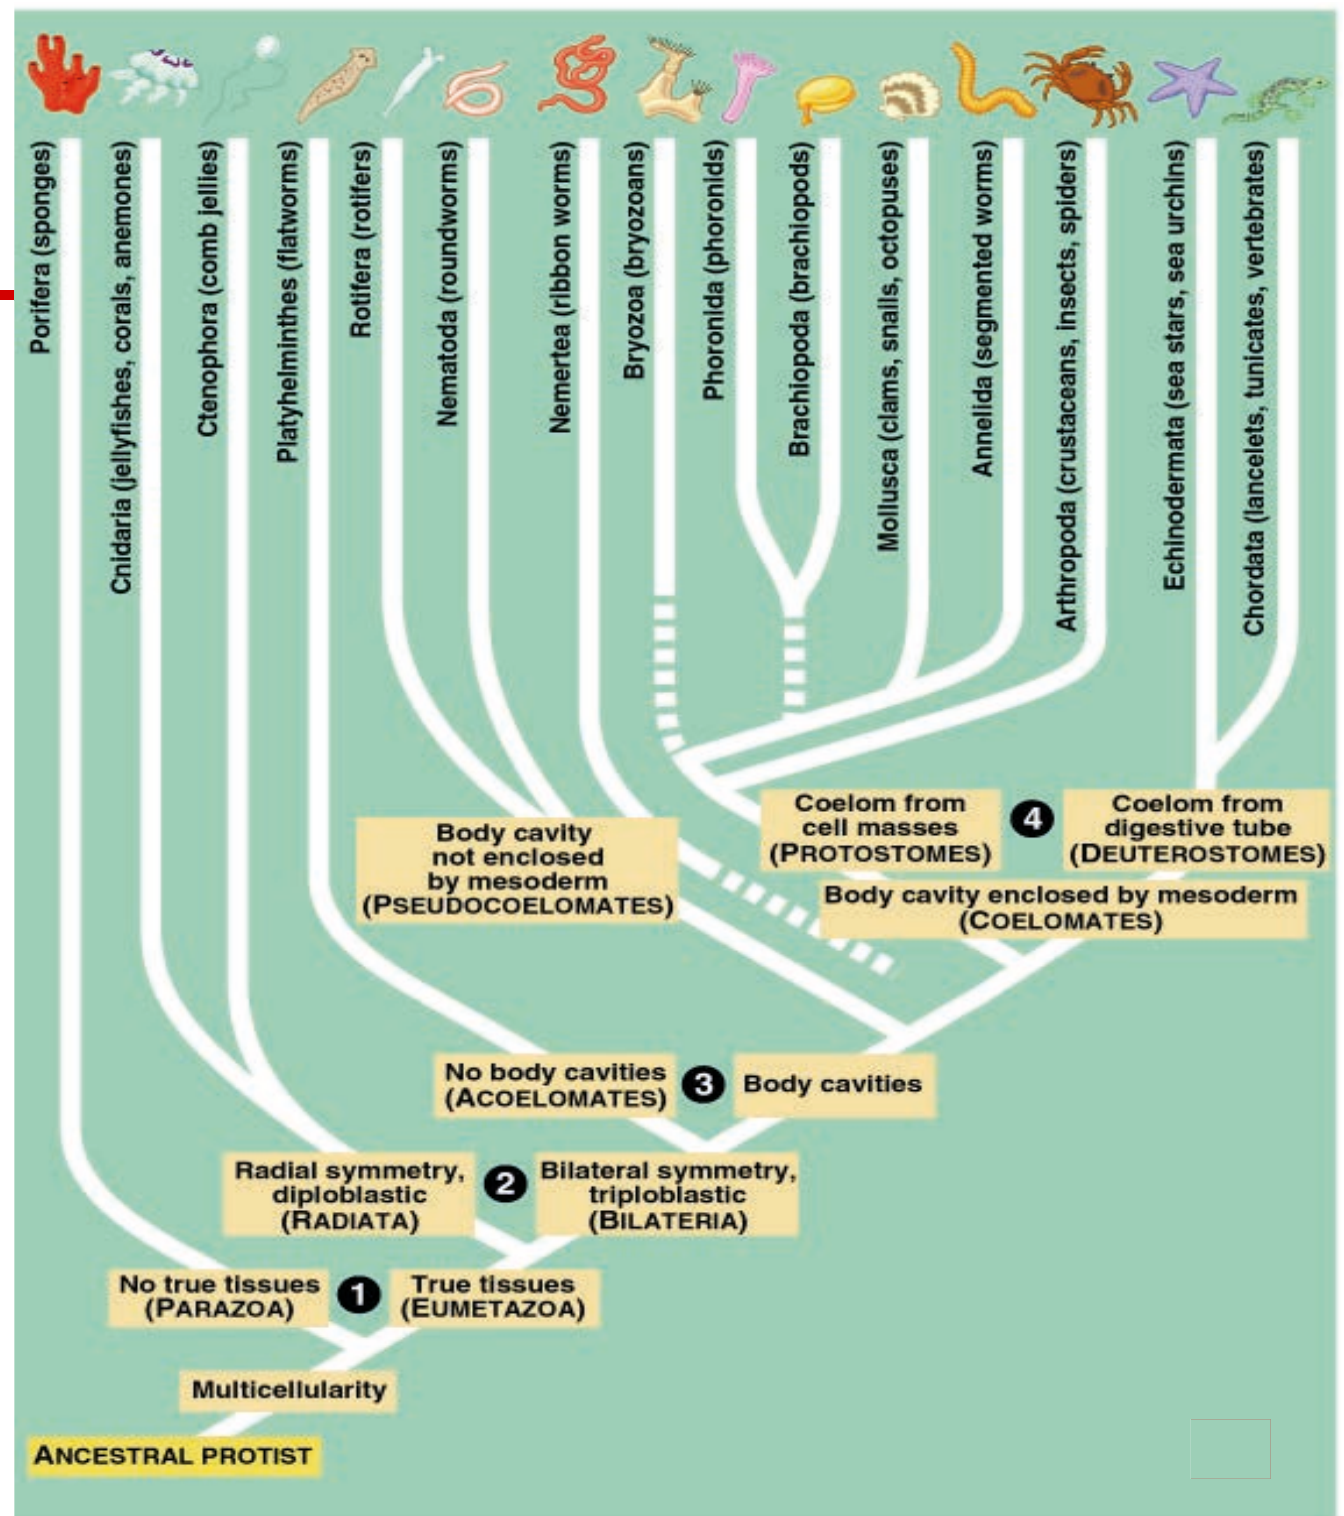 Porifera (sponges)
Cnidaria (jellyfishes, corals, anemones)
Ctenophora (comb jellies)
Platyhelminthes (flatworms)
Rotifera (rotifers)
Nematoda (roundworms)
Nemertea (ribbon worms)
Bryozoa (bryozoans)
Phoronida (phoronids)
Brachiopoda (brachiopods)
Mollusca (clams, snails, octopuses)
Annelida (segmented worms)
Arthropoda (crustaceans, insects, spiders)
Echinodermata (sea stars, sea urchins)
Chordata (lancelets, tunicates, vertebrates)
Body cavity
not enclosed
by mesoderm
(PSEUDOCOELOMATES)
Coelom from
cell masses
(PROTOSTOMES)
4
Coelom from
digestive tube
(DEUTEROSTOMES)
Body cavity enclosed by mesoderm
(COELOMATES)
No body cavities
(ACOELOMATES)
3
Body cavities
Radial symmetry,
diploblastic
(RADIATA)
2
Bilateral symmetry,
triploblastic
(BILATERIA)
No true tissues
(PARAZOA)
1
True tissues
(EUMETAZOA)
Multicellularity
ANCESTRAL PROTIST